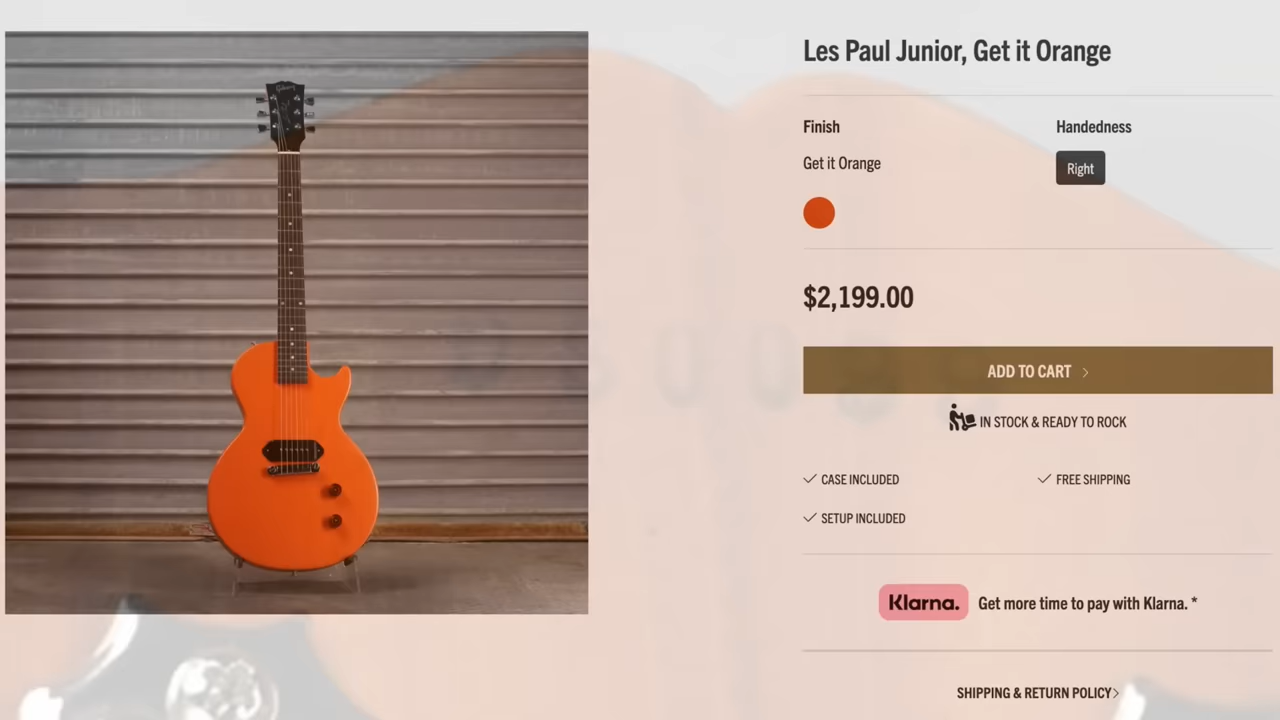 Les Paul Junior, Get it Orange
Finish
Handedness
Get it Orange
Right
$2,199.00
ADD TO CART
IN STOCK & READY TO ROCK
CASE INCLUDED
FREE SHIPPING
SETUP INCLUDED
Klarna. Get more time to pay with Klarna. *
SHIPPING & RETURN POLICY
Gibson